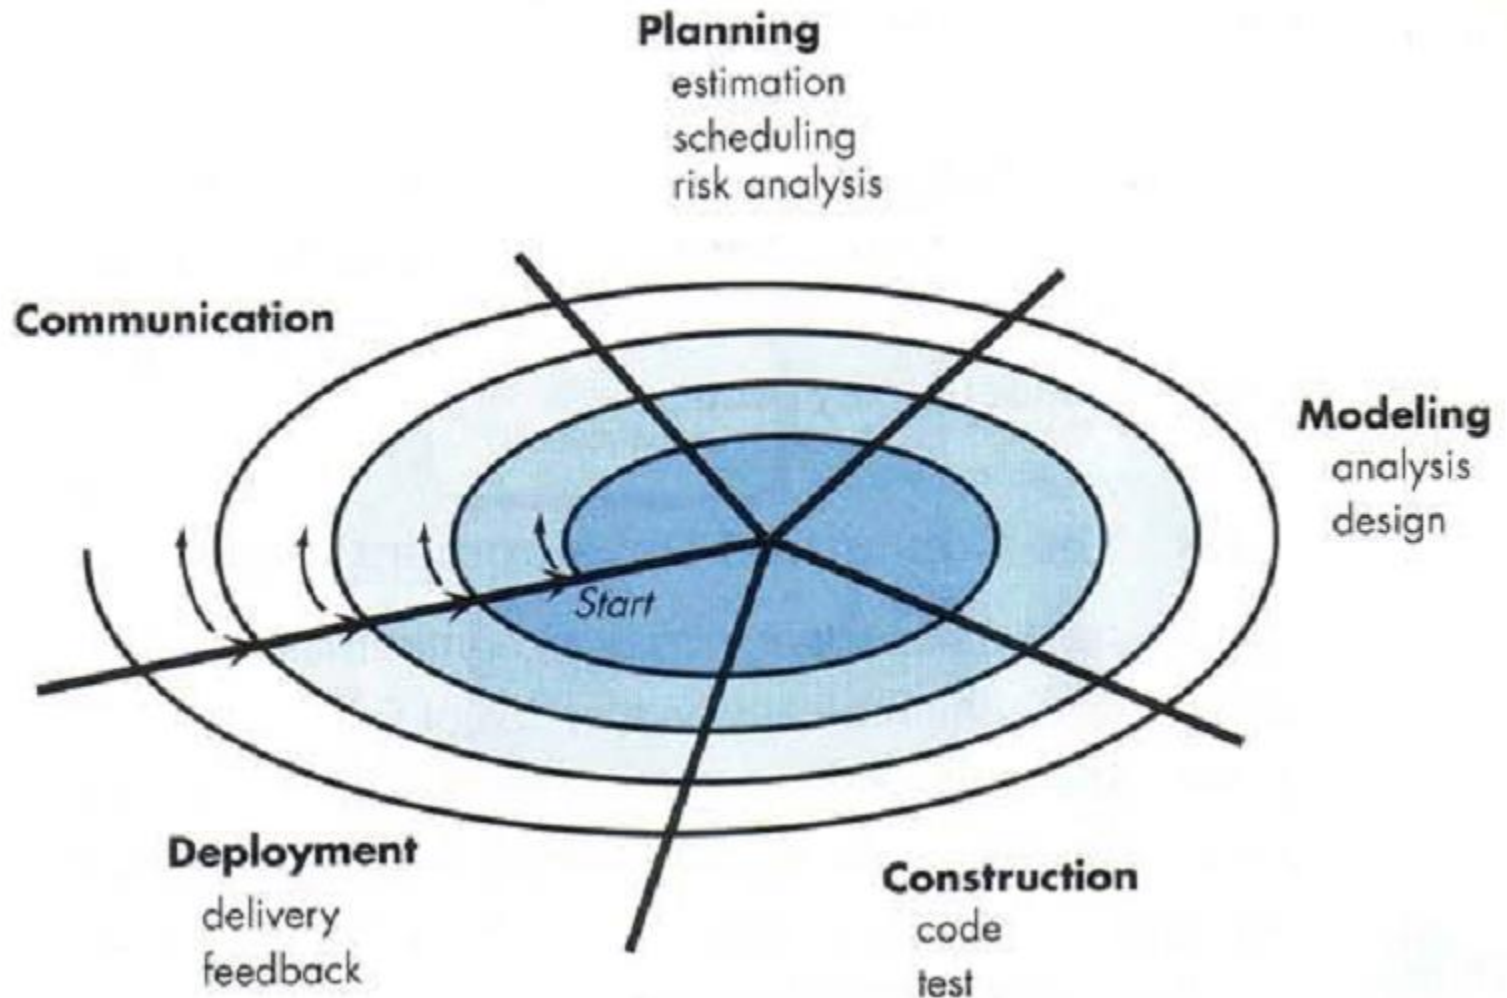 Planning
estimation
scheduling
risk analysis
Communication
Modeling
analysis
design
Start
Deployment
delivery
feedback
Construction
code
test